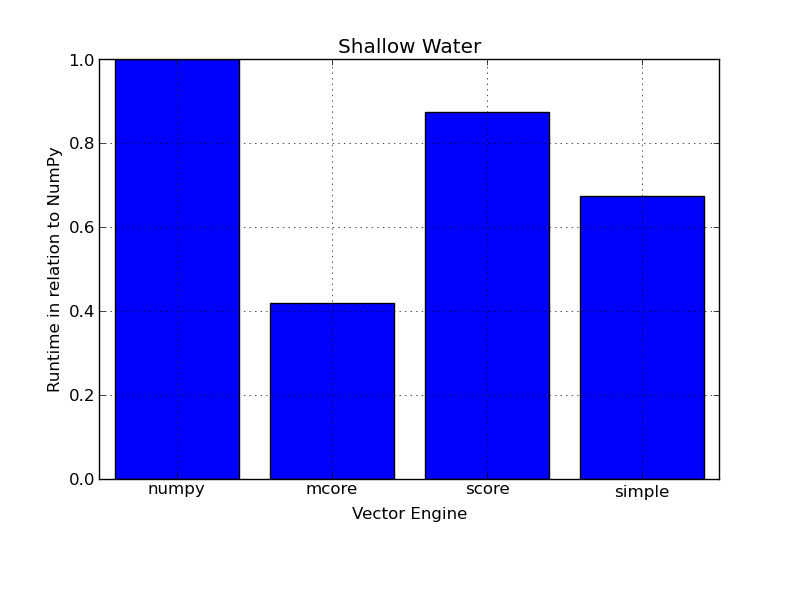 Shallow Water
1.0
0.8
0.6
0.4
0.2
0.0
Runtime in relation to NumPy
numpy
mcore
score
simple
Vector Engine